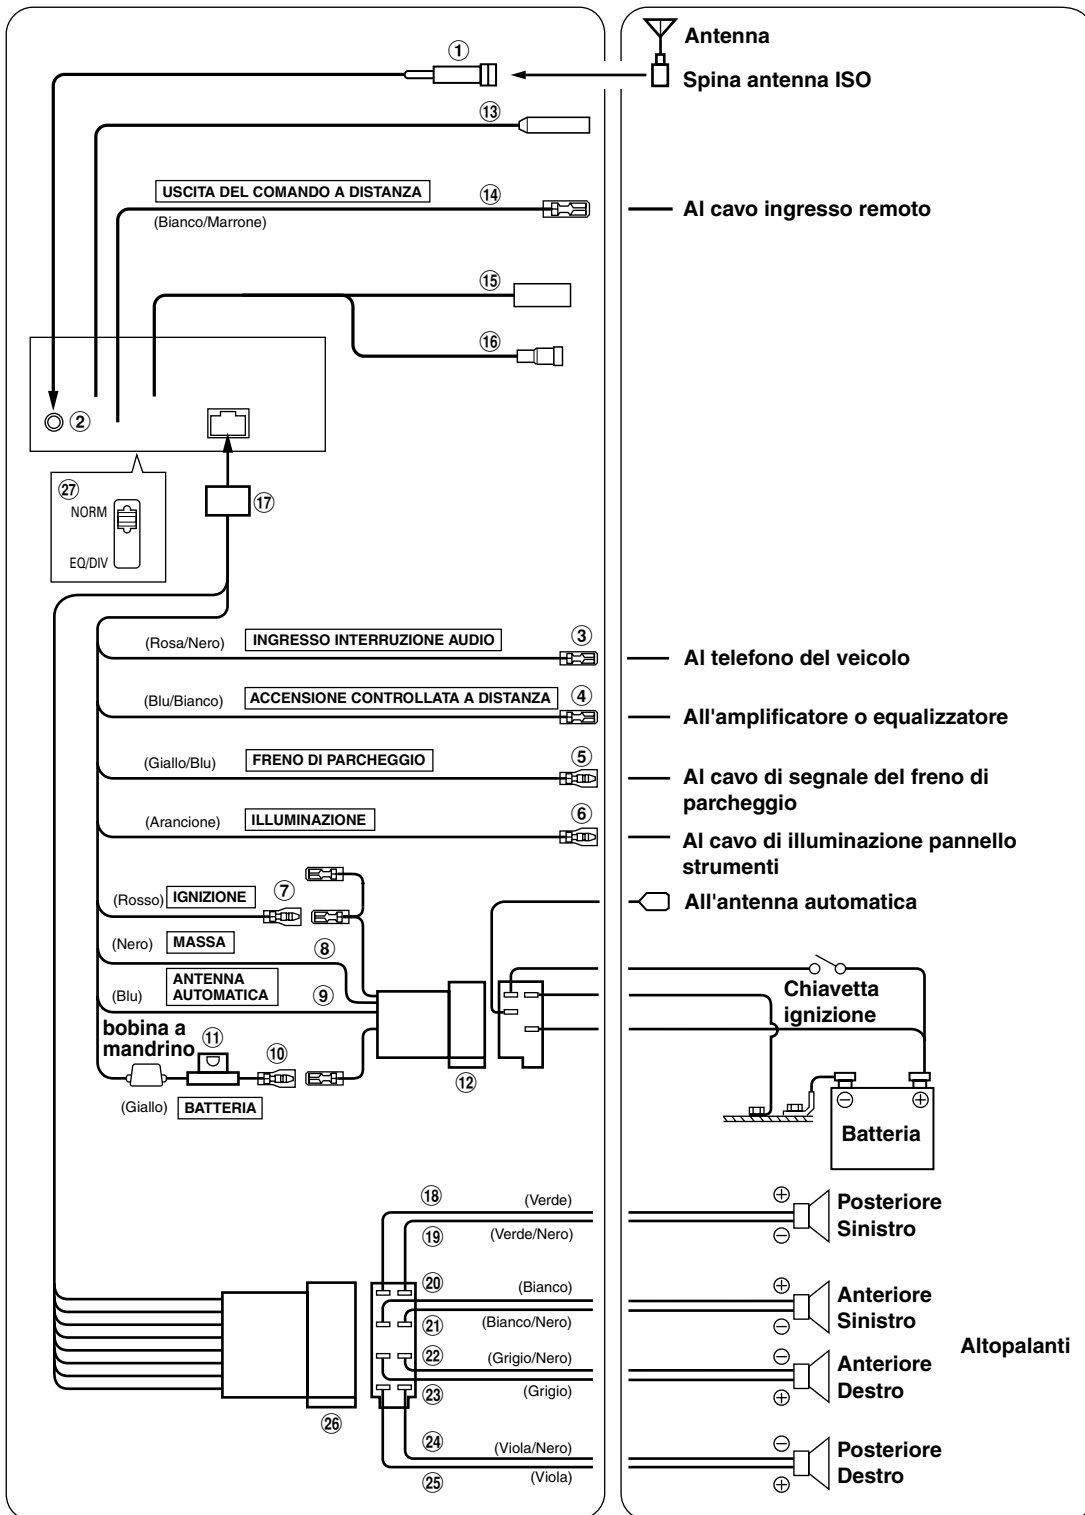 ① Antenna
Spina antenna ISO
⑬
USCITA DEL COMANDO A DISTANZA ⑭
(Bianco/Marrone)
Al cavo ingresso remoto
⑮
⑯
②
㉗
NORM
EQ/DIV
⑰
(Rosa/Nero) INGRESSO INTERRUZIONE AUDIO ③
Al telefono del veicolo
(Blu/Bianco) ACCENSIONE CONTROLLATA A DISTANZA ④
All'amplificatore o equalizzatore
(Giallo/Blu) FRENO DI PARCHEGGIO ⑤
Al cavo di segnale del freno di
parcheggio
(Arancione) ILLUMINAZIONE ⑥
Al cavo di illuminazione pannello
strumenti
(Rosso) IGNIZIONE ⑦
All'antenna automatica
(Nero) MASSA ⑧
(Blu) ANTENNA
AUTOMATICA ⑨
Chiavetta
ignizione
bobina a
mandrino ⑪ ⑩
⑫
(Giallo) BATTERIA
⊖ ⊕
Batteria
⑱ (Verde) ⊕ Posteriore
⑲ (Verde/Nero) ⊖ Sinistro
⑳ (Bianco) ⊕ Anteriore
㉑ (Bianco/Nero) ⊖ Sinistro
Altopalanti
㉒ (Grigio/Nero) ⊖ Anteriore
㉓ (Grigio) ⊕ Destro
㉖
㉔ (Viola/Nero) ⊖ Posteriore
㉕ (Viola) ⊕ Destro